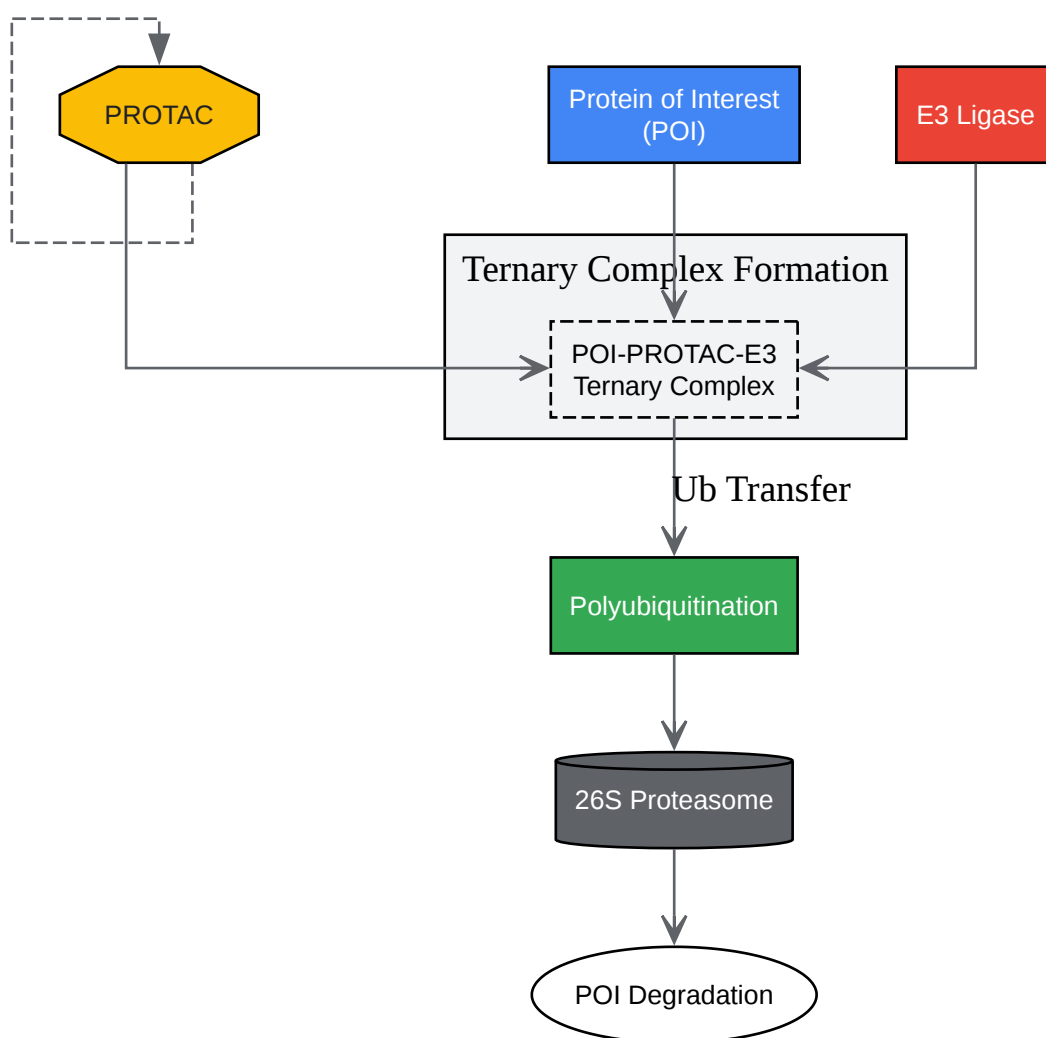 PROTAC
Protein of Interest
(POI)
E3 Ligase
Ternary Complex Formation
POI-PROTAC-E3
Ternary Complex
Ub Transfer
Polyubiquitination
26S Proteasome
POI Degradation